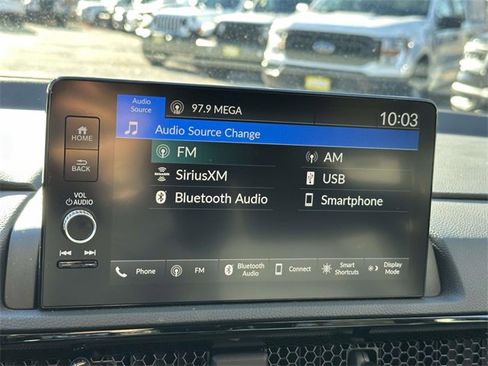 Audio
Source
97.9 MEGA
10:03
Audio Source Change
HOME
BACK
VOL
AUDIO
FM
AM
SiriusXM
USB
Bluetooth Audio
Smartphone
Phone
FM
Bluetooth
Audio
Connect
Smart
Shortcuts
Display
Mode